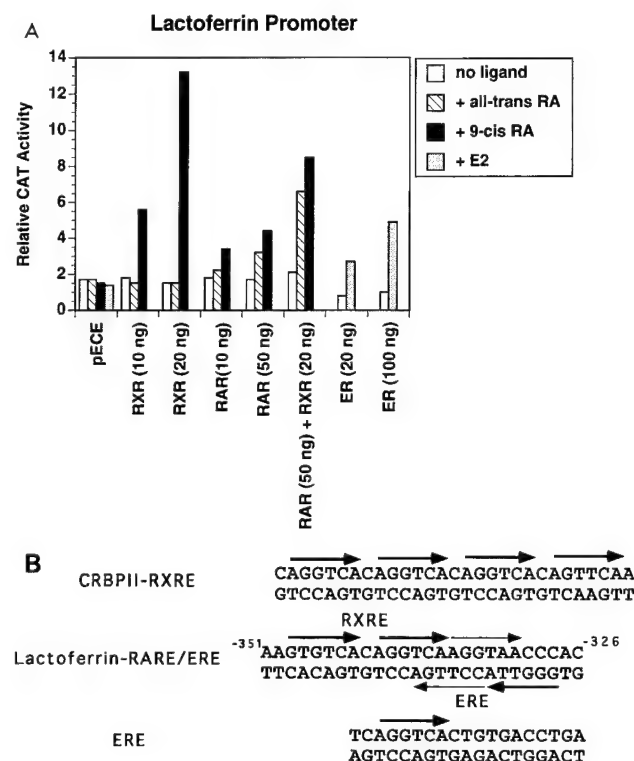 A
Lactoferrin Promoter
Relative CAT Activity
14
12
10
8
6
4
2
0
no ligand
+ all-trans RA
+ 9-cis RA
+ E2
pECE
RXR (10 ng)
RXR (20 ng)
RAR(10 ng)
RAR (50 ng)
RAR (50 ng) + RXR (20 ng)
ER (20 ng)
ER (100 ng)
B
CRBPII-RXRE
CAGGTCACAGGTCACAGGTCACAGTTCAA
GTCCAGTGTCCAGTGTCCAGTGTCAAGTT
RXRE
Lactoferrin-RARE/ERE
-351 AAGTGTCACAGGTCAAGGTAACCCAC -326
TTCACAGTGTCCAGTTCCATTGGGTG
ERE
ERE
TCAGGTCACTGTGACCTGA
AGTCCAGTGAGACTGGACT